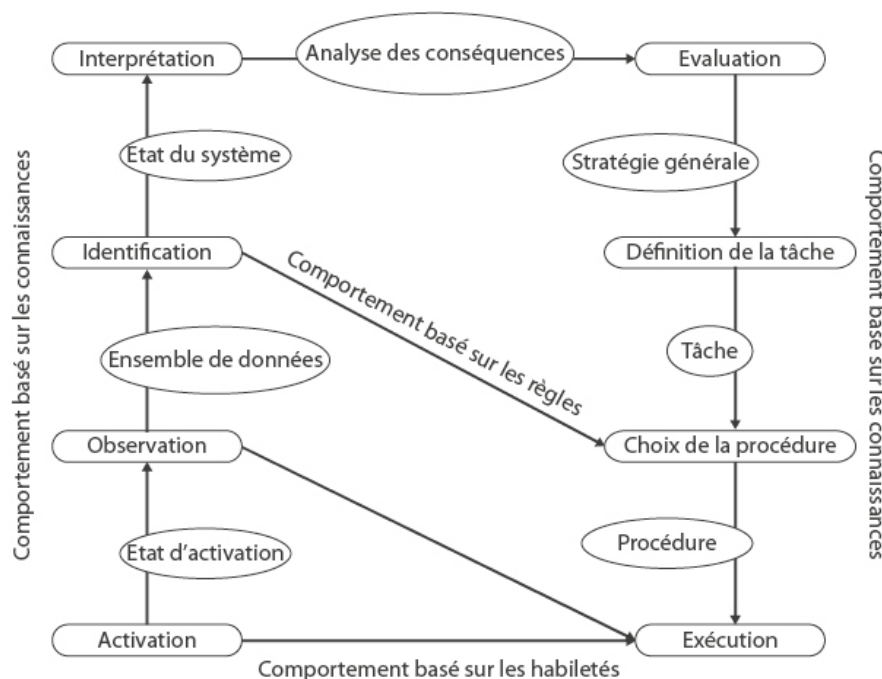 Interprétation
Analyse des conséquences
Evaluation
Etat du système
Stratégie générale
Comportement basé sur les connaissances
Comportement base sur les connaissances
Identification
Définition de la tâche
Comportement basé sur les règles
Ensemble de données
Tâche
Observation
Choix de la procédure
Etat d'activation
Procédure
Activation
Exécution
Comportement basé sur les habiletés